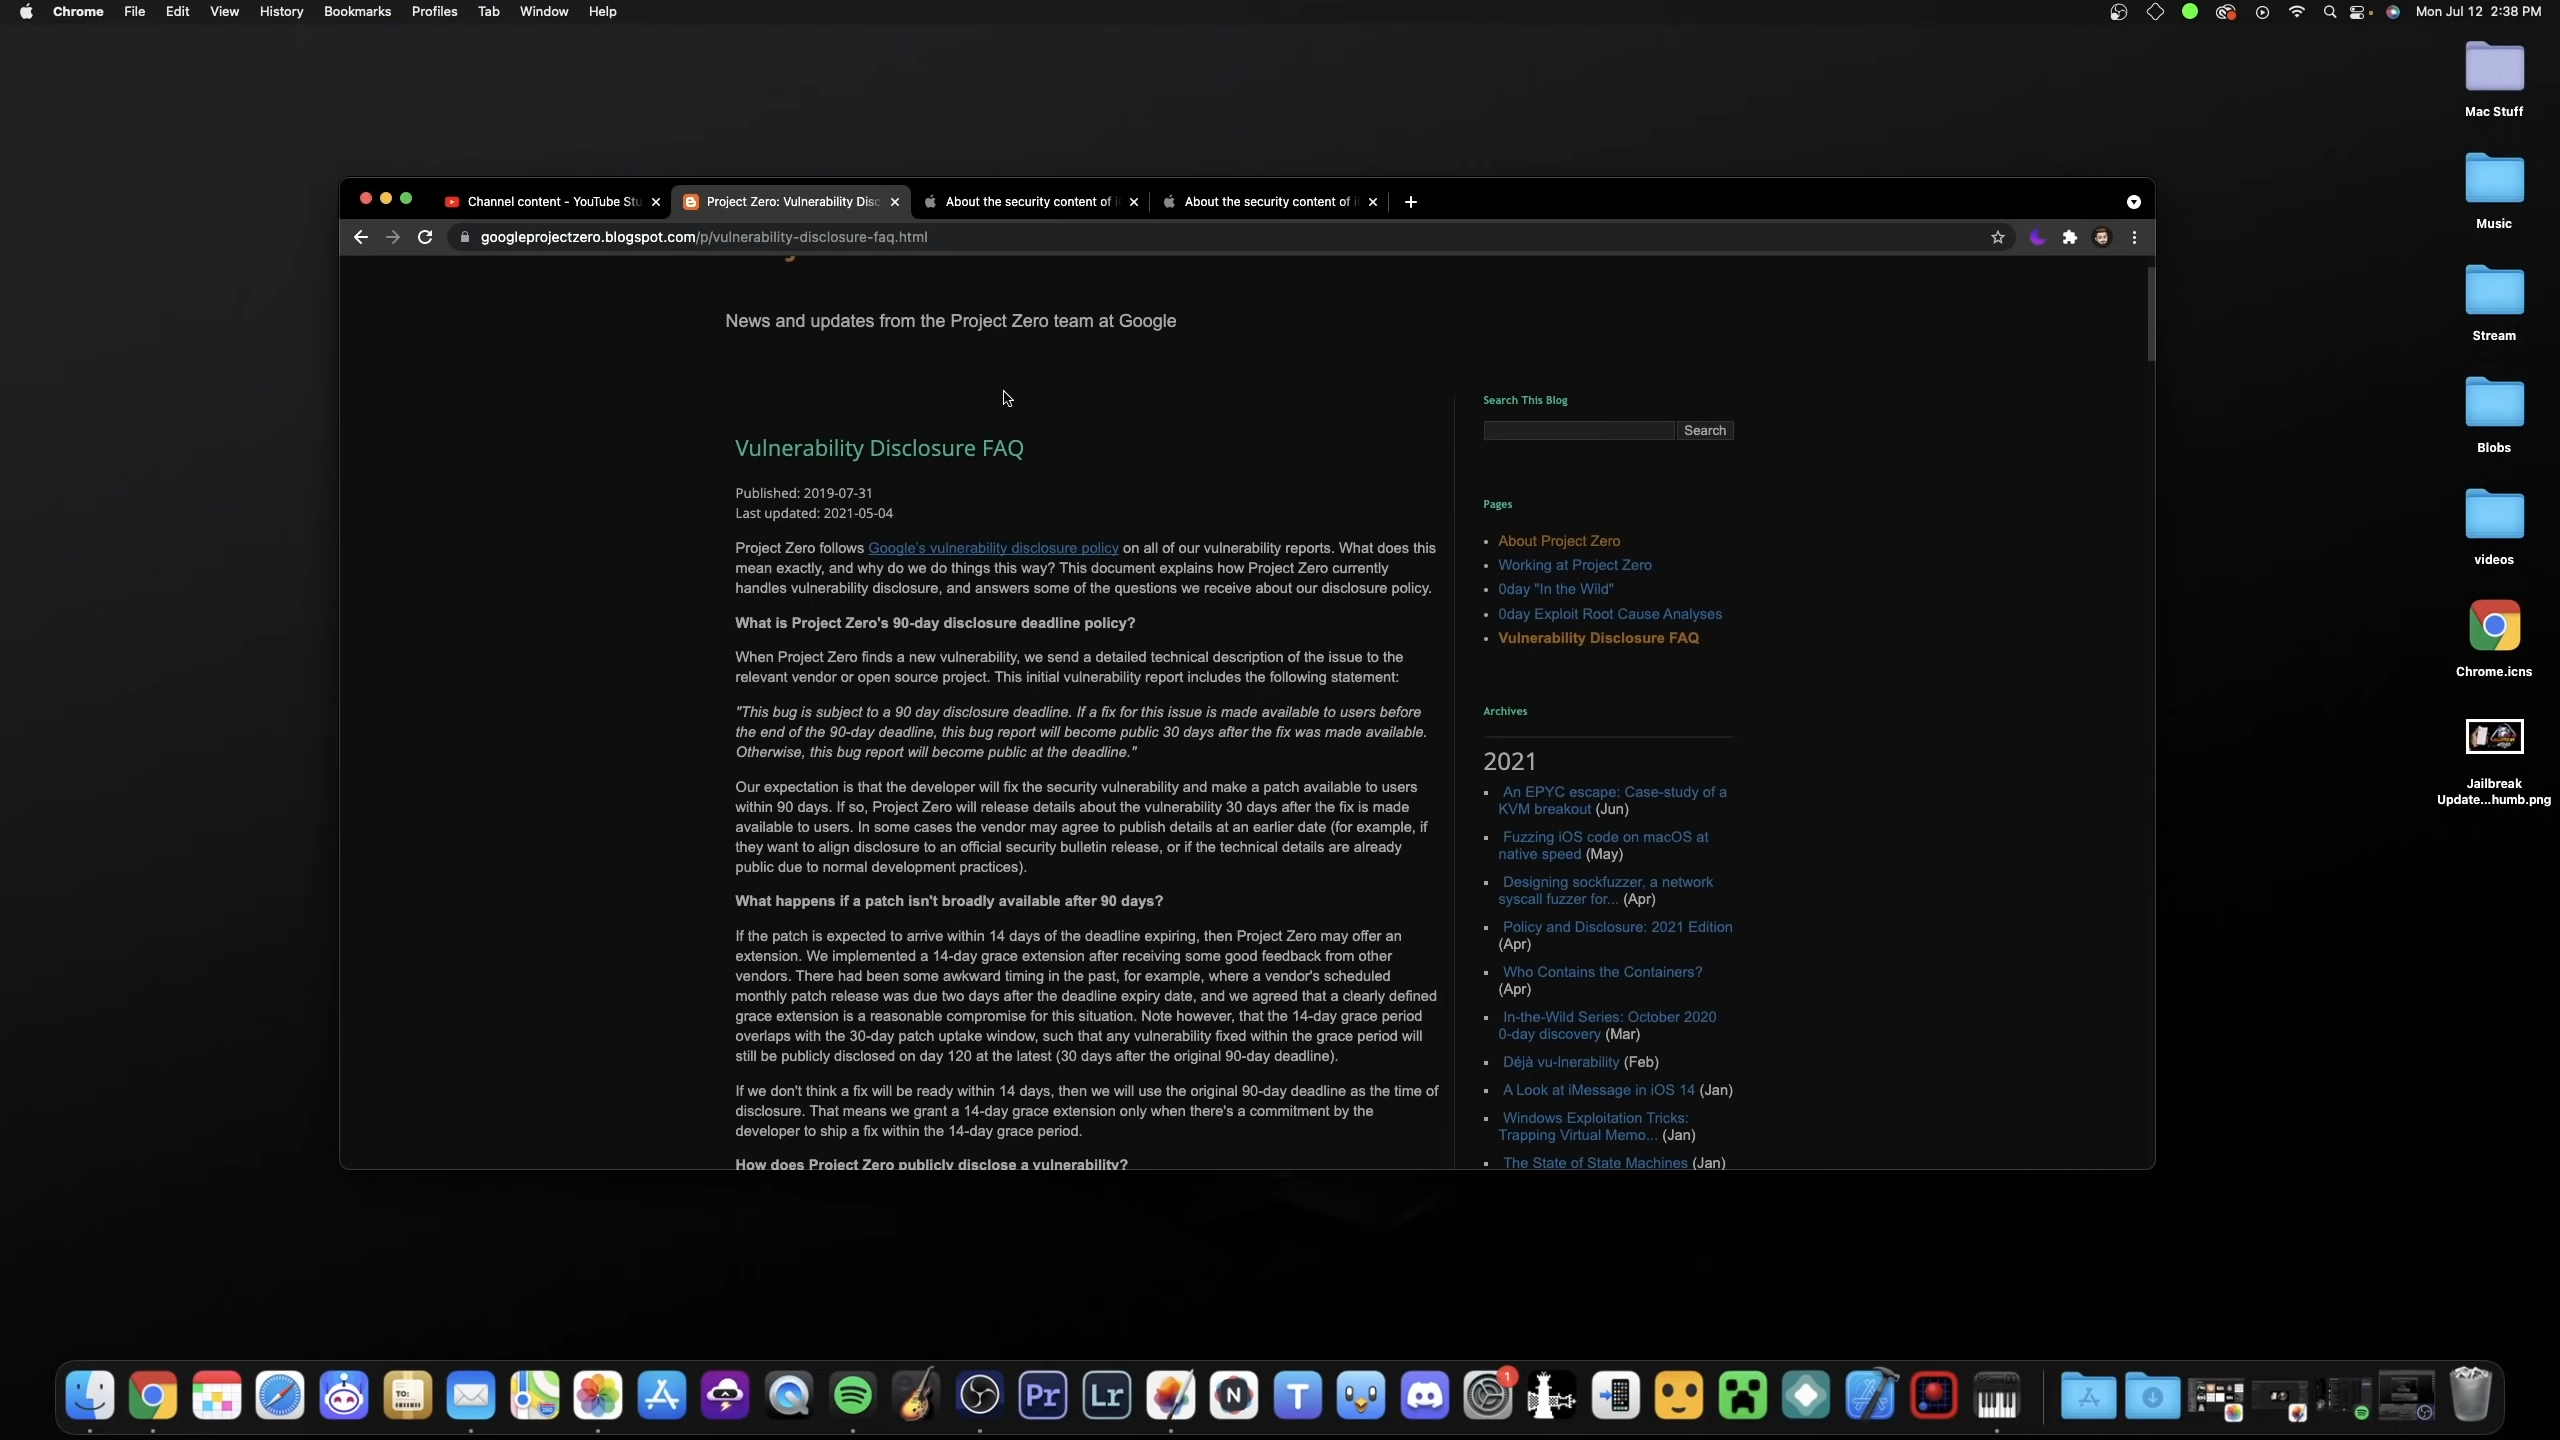 Chrome File Edit View History Bookmarks Profiles Tab Window Help
Mon Jul 12 2:38 PM
Mac Stuff
Music
Stream
Blobs
videos
Chrome.icns
Jailbreak
Update...humb.png
Channel content - YouTube Stu
Project Zero: Vulnerability Disc
About the security content of i
About the security content of i
googleprojectzero.blogspot.com/p/vulnerability-disclosure-faq.html
News and updates from the Project Zero team at Google
Vulnerability Disclosure FAQ
Published: 2019-07-31
Last updated: 2021-05-04
Project Zero follows Google's vulnerability disclosure policy on all of our vulnerability reports. What does this
mean exactly, and why do we do things this way? This document explains how Project Zero currently
handles vulnerability disclosure, and answers some of the questions we receive about our disclosure policy.
What is Project Zero's 90-day disclosure deadline policy?
When Project Zero finds a new vulnerability, we send a detailed technical description of the issue to the
relevant vendor or open source project. This initial vulnerability report includes the following statement:
"This bug is subject to a 90 day disclosure deadline. If a fix for this issue is made available to users before
the end of the 90-day deadline, this bug report will become public 30 days after the fix was made available.
Otherwise, this bug report will become public at the deadline."
Our expectation is that the developer will fix the security vulnerability and make a patch available to users
within 90 days. If so, Project Zero will release details about the vulnerability 30 days after the fix is made
available to users. In some cases the vendor may agree to publish details at an earlier date (for example, if
they want to align disclosure to an official security bulletin release, or if the technical details are already
public due to normal development practices).
What happens if a patch isn't broadly available after 90 days?
If the patch is expected to arrive within 14 days of the deadline expiring, then Project Zero may offer an
extension. We implemented a 14-day grace extension after receiving some good feedback from other
vendors. There had been some awkward timing in the past, for example, where a vendor's scheduled
monthly patch release was due two days after the deadline expiry date, and we agreed that a clearly defined
grace extension is a reasonable compromise for this situation. Note however, that the 14-day grace period
overlaps with the 30-day patch uptake window, such that any vulnerability fixed within the grace period will
still be publicly disclosed on day 120 at the latest (30 days after the original 90-day deadline).
If we don't think a fix will be ready within 14 days, then we will use the original 90-day deadline as the time of
disclosure. That means we grant a 14-day grace extension only when there's a commitment by the
developer to ship a fix within the 14-day grace period.
How does Project Zero publicly disclose a vulnerability?
Search This Blog
Search
Pages
About Project Zero
Working at Project Zero
0day "In the Wild"
0day Exploit Root Cause Analyses
Vulnerability Disclosure FAQ
Archives
2021
An EPYC escape: Case-study of a
KVM breakout (Jun)
Fuzzing iOS code on macOS at
native speed (May)
Designing sockfuzzer, a network
syscall fuzzer for... (Apr)
Policy and Disclosure: 2021 Edition
(Apr)
Who Contains the Containers?
(Apr)
In-the-Wild Series: October 2020
0-day discovery (Mar)
Déjà vu-lnerability (Feb)
A Look at iMessage in iOS 14 (Jan)
Windows Exploitation Tricks:
Trapping Virtual Memo... (Jan)
The State of State Machines (Jan)
TO:
Pr
Lr
N
T
1